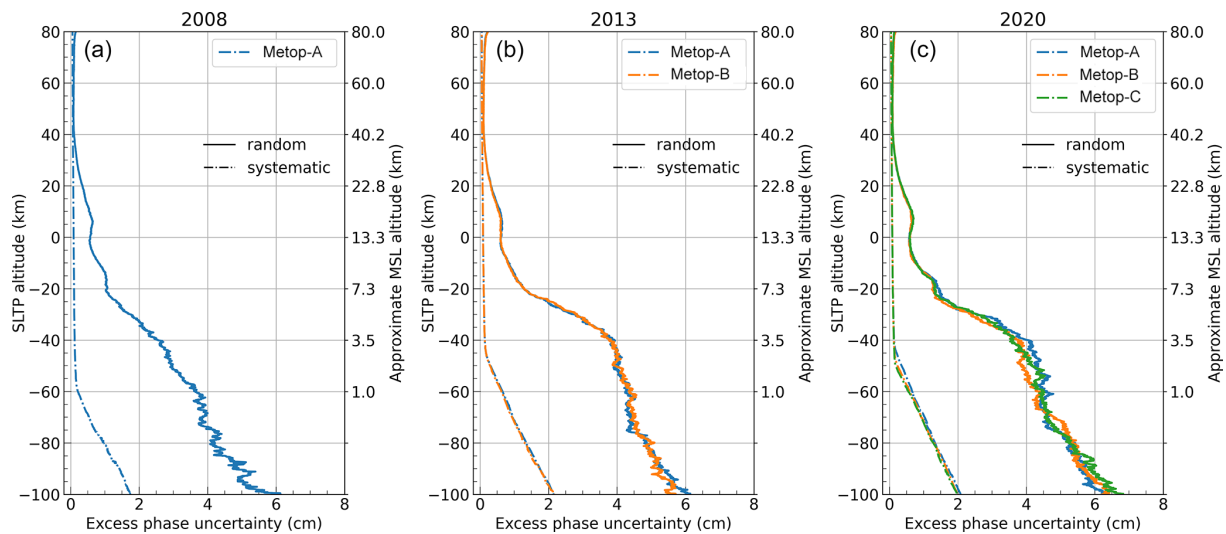 2008
(a)
Metop-A
random
systematic
80
60
40
20
0
−20
−40
−60
−80
−100
SLTP altitude (km)
80.0
60.0
40.2
22.8
13.3
7.3
3.5
1.0
Approximate MSL altitude (km)
0 2 4 6 8
Excess phase uncertainty (cm)
2013
(b)
Metop-A
Metop-B
random
systematic
80
60
40
20
0
−20
−40
−60
−80
−100
SLTP altitude (km)
80.0
60.0
40.2
22.8
13.3
7.3
3.5
1.0
Approximate MSL altitude (km)
0 2 4 6 8
Excess phase uncertainty (cm)
2020
(c)
Metop-A
Metop-B
Metop-C
random
systematic
80
60
40
20
0
−20
−40
−60
−80
−100
SLTP altitude (km)
80.0
60.0
40.2
22.8
13.3
7.3
3.5
1.0
Approximate MSL altitude (km)
0 2 4 6 8
Excess phase uncertainty (cm)